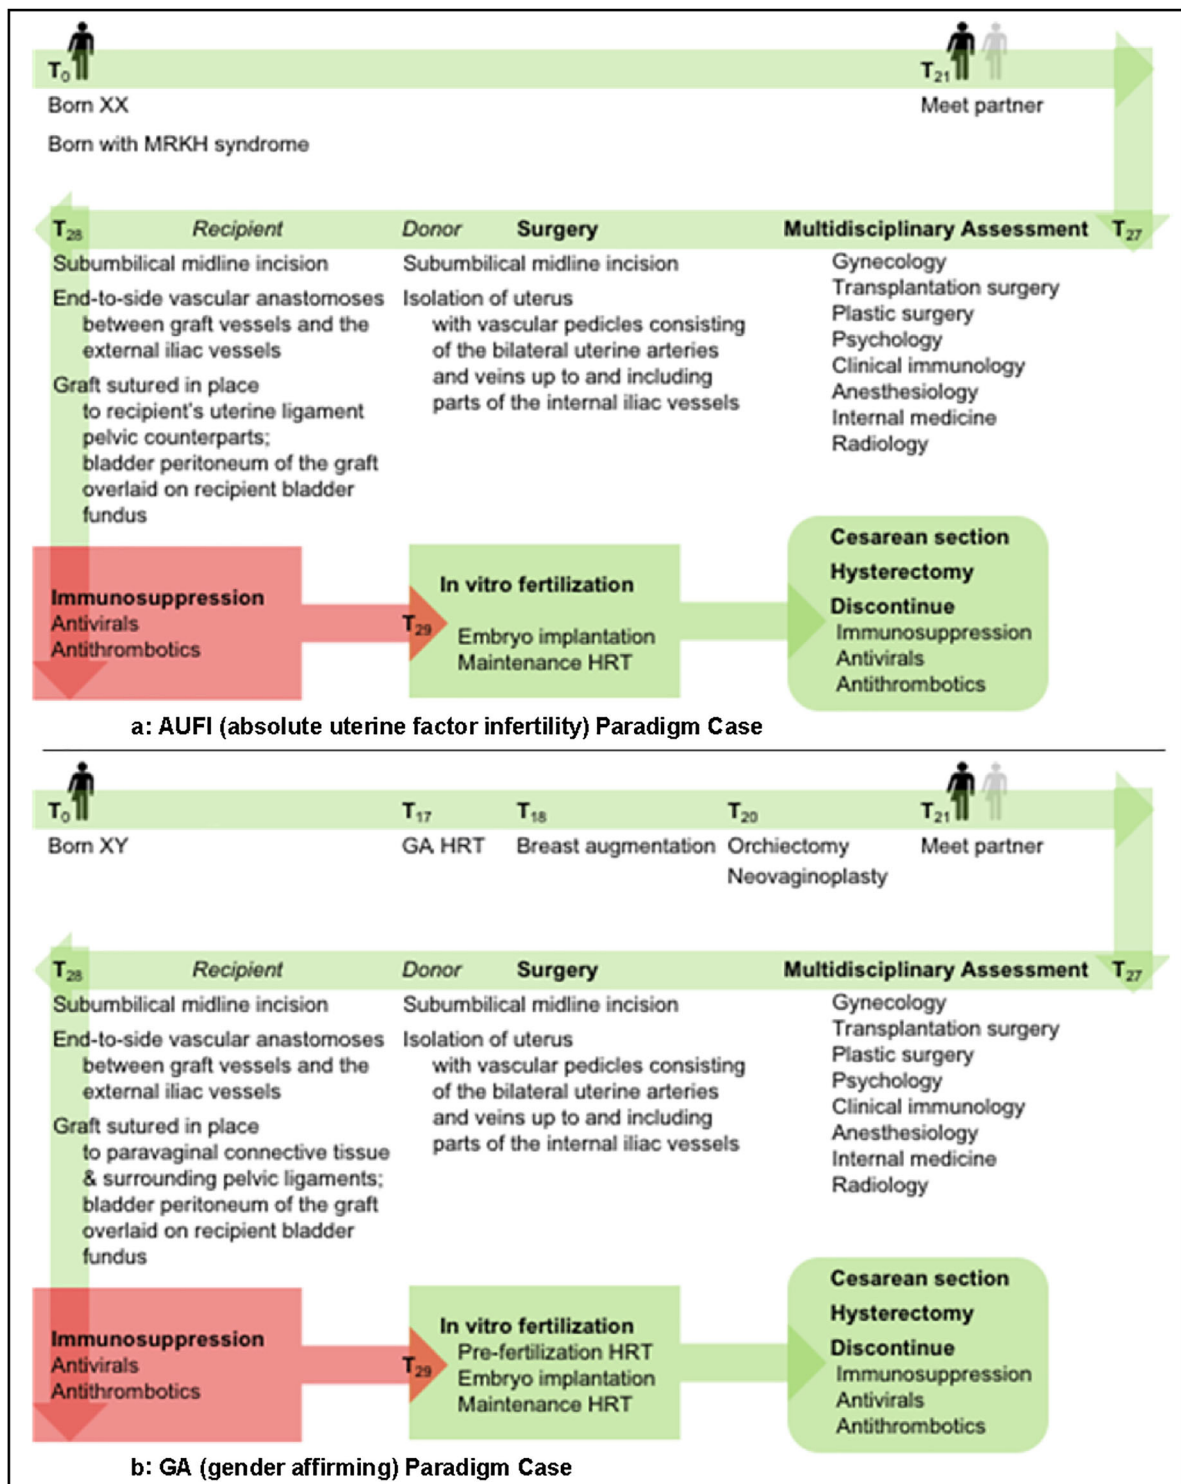 T0
T21
Born XX
Meet partner
Born with MRKH syndrome
T28 Recipient Donor Surgery Multidisciplinary Assessment T27
Subumbilical midline incision
End-to-side vascular anastomoses
between graft vessels and the
external iliac vessels
Graft sutured in place
to recipient's uterine ligament
pelvic counterparts;
bladder peritoneum of the graft
overlaid on recipient bladder
fundus
Subumbilical midline incision
Isolation of uterus
with vascular pedicles consisting
of the bilateral uterine arteries
and veins up to and including
parts of the internal iliac vessels
Gynecology
Transplantation surgery
Plastic surgery
Psychology
Clinical immunology
Anesthesiology
Internal medicine
Radiology
Immunosuppression
Antivirals
Antithrombotics
T29
In vitro fertilization
Embryo implantation
Maintenance HRT
Cesarean section
Hysterectomy
Discontinue
Immunosuppression
Antivirals
Antithrombotics
a: AUFI (absolute uterine factor infertility) Paradigm Case
T0
T17
T18
T20
T21
Born XY
GA HRT
Breast augmentation
Orchiectomy
Neovaginoplasty
Meet partner
T28 Recipient Donor Surgery Multidisciplinary Assessment T27
Subumbilical midline incision
End-to-side vascular anastomoses
between graft vessels and the
external iliac vessels
Graft sutured in place
to paravaginal connective tissue
& surrounding pelvic ligaments;
bladder peritoneum of the graft
overlaid on recipient bladder
fundus
Subumbilical midline incision
Isolation of uterus
with vascular pedicles consisting
of the bilateral uterine arteries
and veins up to and including
parts of the internal iliac vessels
Gynecology
Transplantation surgery
Plastic surgery
Psychology
Clinical immunology
Anesthesiology
Internal medicine
Radiology
Immunosuppression
Antivirals
Antithrombotics
T29
In vitro fertilization
Pre-fertilization HRT
Embryo implantation
Maintenance HRT
Cesarean section
Hysterectomy
Discontinue
Immunosuppression
Antivirals
Antithrombotics
b: GA (gender affirming) Paradigm Case